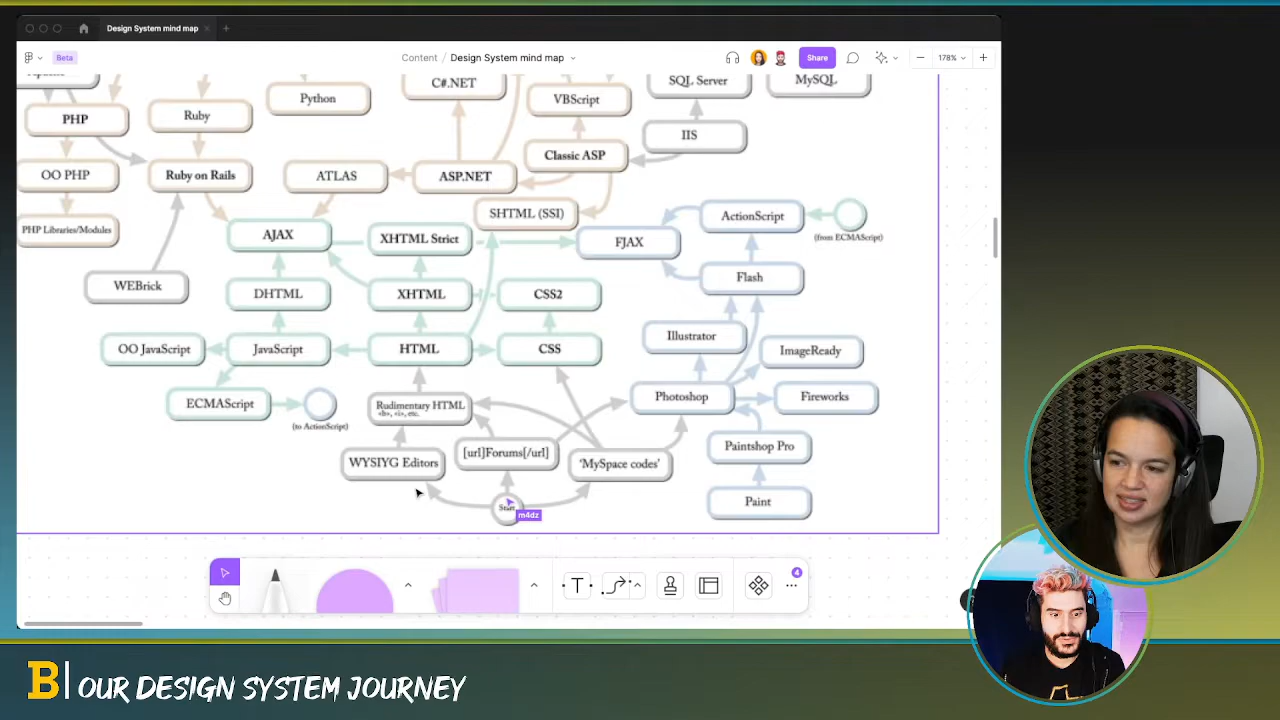 Design System mind map
Beta
Content / Design System mind map
Share
178%
C#.NET
SQL Server
MySQL
Python
VBScript
PHP
Ruby
IIS
Classic ASP
OO PHP
Ruby on Rails
ATLAS
ASP.NET
SHTML (SSI)
ActionScript
PHP Libraries/Modules
AJAX
XHTML Strict
FJAX
(from ECMAScript)
Flash
WEBrick
DHTML
XHTML
CSS2
Illustrator
OO JavaScript
JavaScript
HTML
CSS
ImageReady
ECMAScript
(to ActionScript)
Rudimentary HTML
<b>, <i>, etc.
Photoshop
Fireworks
WYSIYG Editors
[url]Forums[/url]
'MySpace codes'
Paintshop Pro
Start
m4dz
Paint
T
4
B | OUR DESIGN SYSTEM JOURNEY